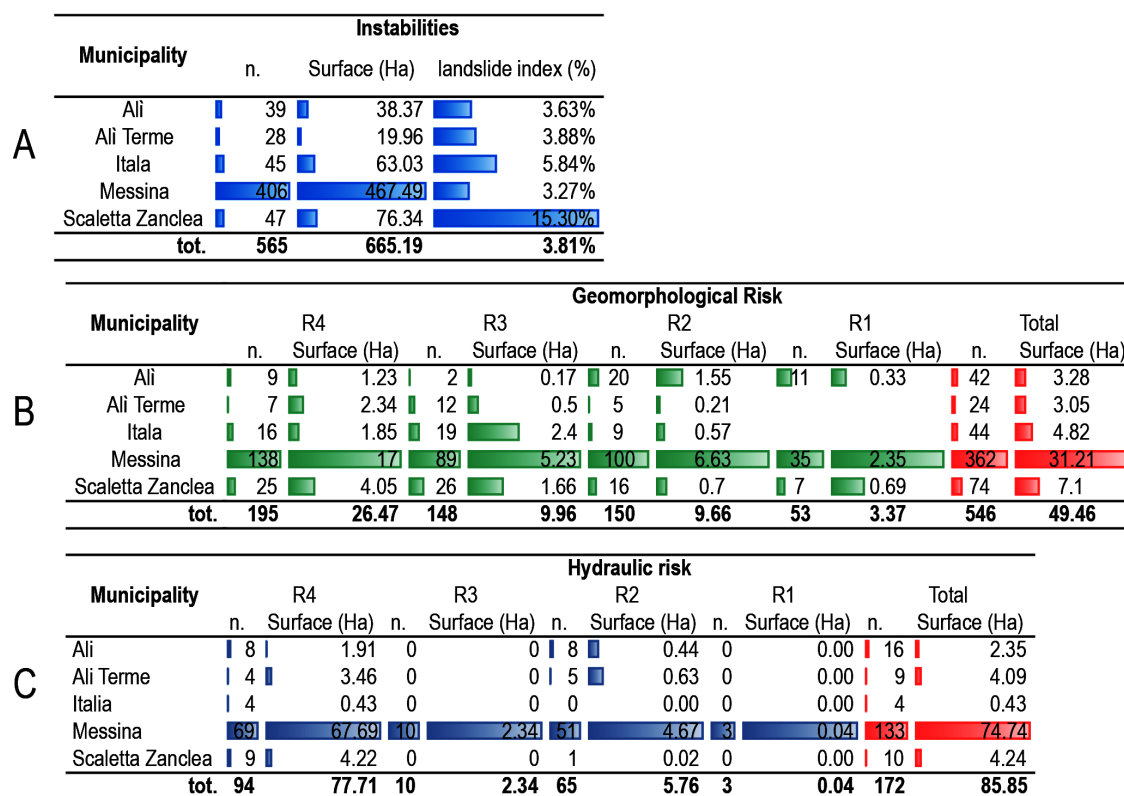 A
Instabilities
Municipality
n. Surface (Ha) landslide index (%)
Alì 39 38.37 3.63%
Alì Terme 28 19.96 3.88%
Itala 45 63.03 5.84%
Messina 406 467.49 3.27%
Scaletta Zanclea 47 76.34 15.30%
tot. 565 665.19 3.81%
B
Geomorphological Risk
Municipality R4 R3 R2 R1 Total
n. Surface (Ha) n. Surface (Ha) n. Surface (Ha) n. Surface (Ha) n. Surface (Ha)
Alì 9 1.23 2 0.17 20 1.55 11 0.33 42 3.28
Alì Terme 7 2.34 12 0.5 5 0.21 24 3.05
Itala 16 1.85 19 2.4 9 0.57 44 4.82
Messina 138 17 89 5.23 100 6.63 35 2.35 362 31.21
Scaletta Zanclea 25 4.05 26 1.66 16 0.7 7 0.69 74 7.1
tot. 195 26.47 148 9.96 150 9.66 53 3.37 546 49.46
C
Hydraulic risk
Municipality R4 R3 R2 R1 Total
n. Surface (Ha) n. Surface (Ha) n. Surface (Ha) n. Surface (Ha) n. Surface (Ha)
Ali 8 1.91 0 0 8 0.44 0 0.00 16 2.35
Ali Terme 4 3.46 0 0 5 0.63 0 0.00 9 4.09
Italia 4 0.43 0 0 0 0.00 0 0.00 4 0.43
Messina 69 67.69 10 2.34 51 4.67 3 0.04 133 74.74
Scaletta Zanclea 9 4.22 0 0 1 0.02 0 0.00 10 4.24
tot. 94 77.71 10 2.34 65 5.76 3 0.04 172 85.85